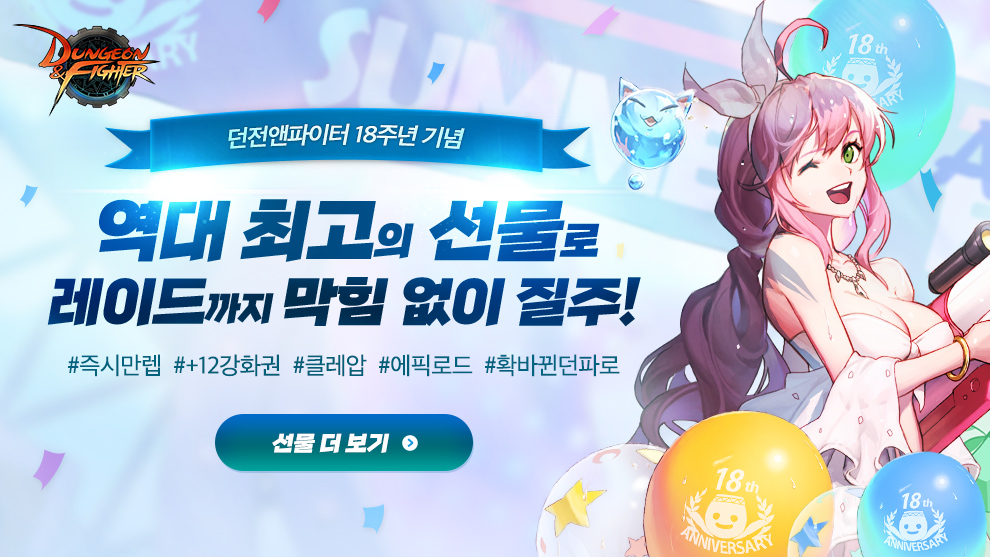 DUNGEON
& FIGHTER
SUMME
던전앤파이터 18주년 기념
역대 최고의 선물로
레이드까지 막힘 없이 질주!
#즉시만렙 #+12강화권 #클레압 #에픽로드 #확바뀐던파로
선물 더 보기
18th
ANNIVERSARY
18th
ANNIVERSARY
18th
ANNIVERSARY